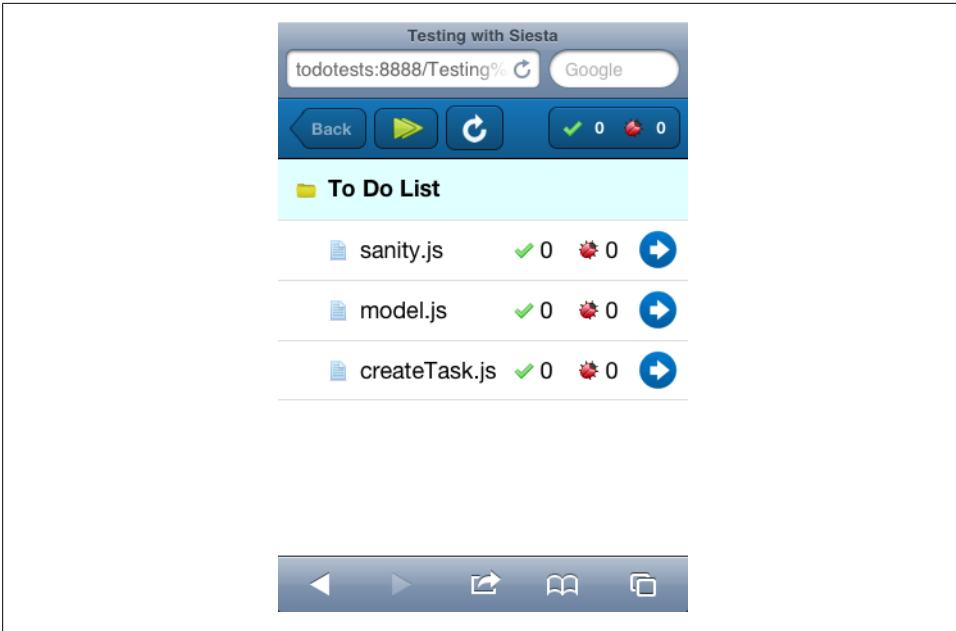 Testing with Siesta
todotests:8888/Testing% Google
Back 0 0
To Do List
sanity.js 0 0
model.js 0 0
createTask.js 0 0